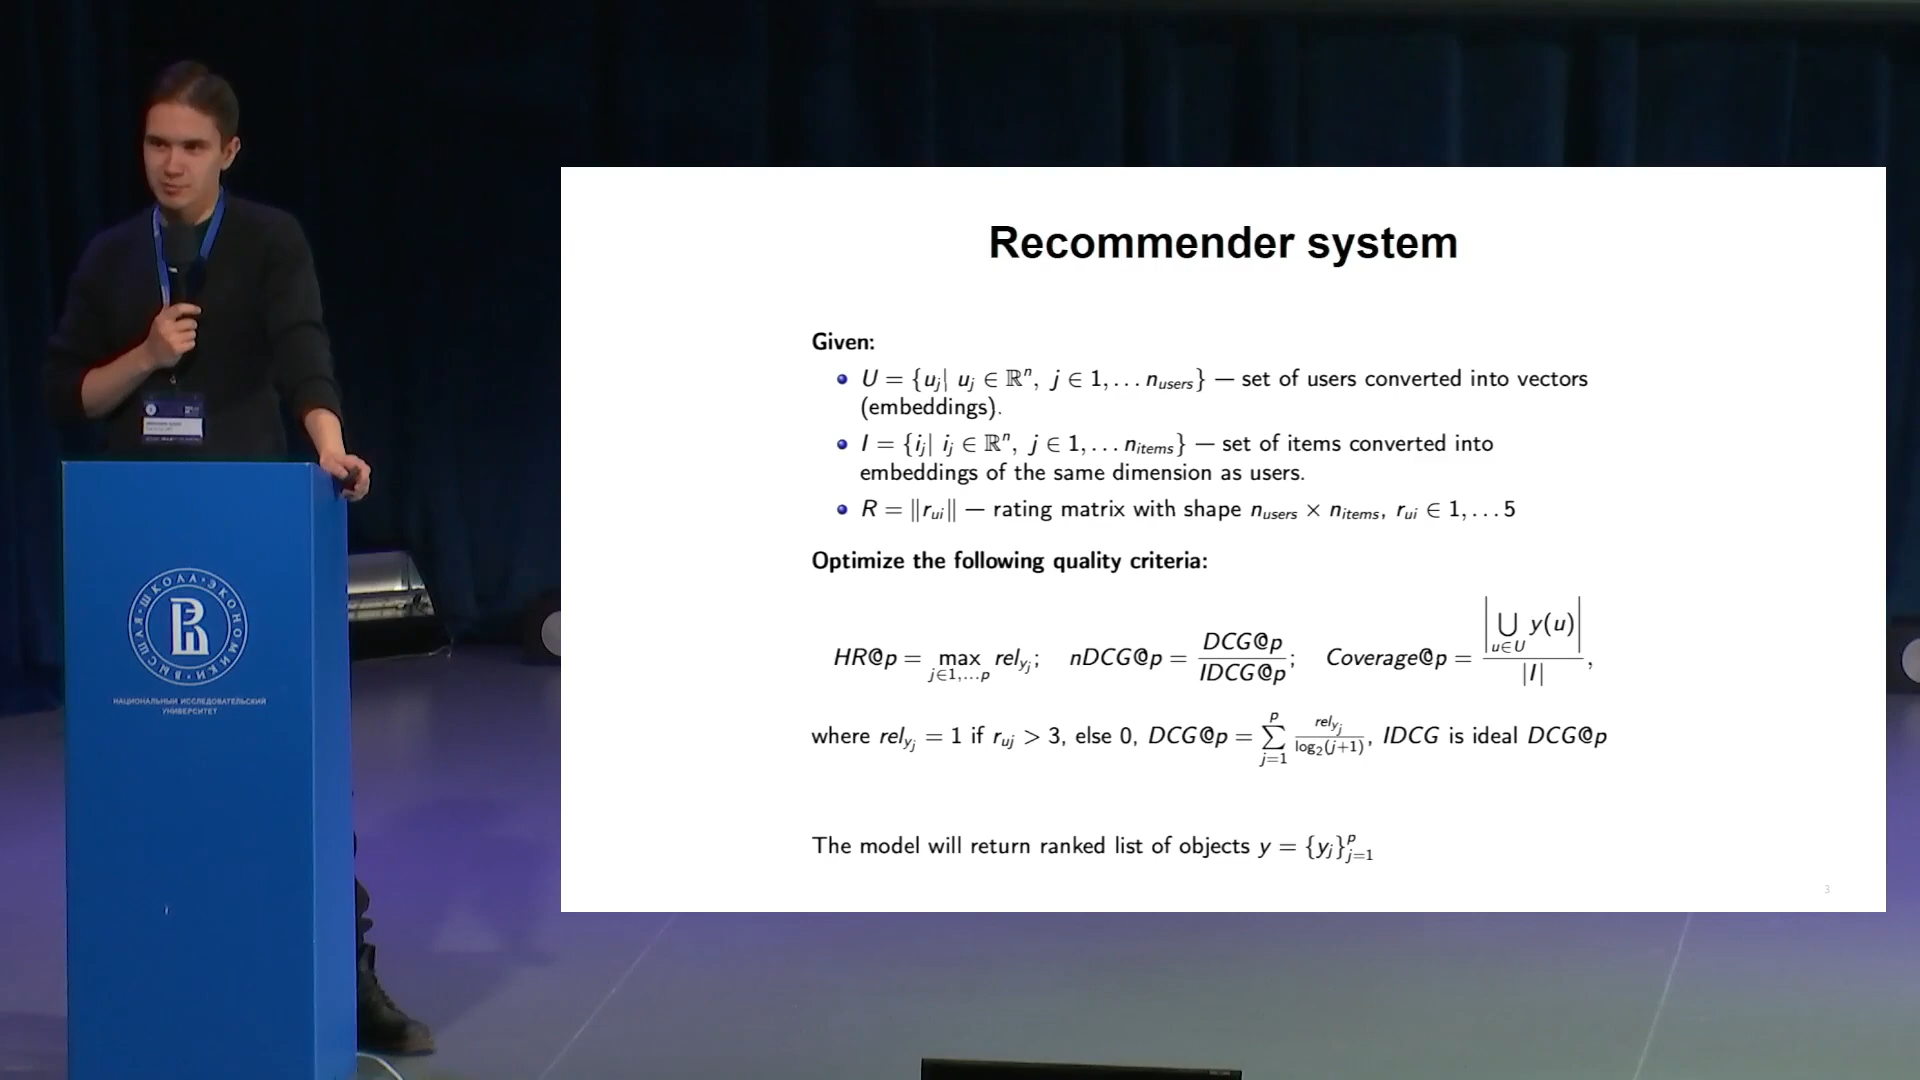 Recommender system
Given:
U = {u_j| u_j ∈ ℝ^n, j ∈ 1, … n_users} — set of users converted into vectors
(embeddings).
I = {i_j| i_j ∈ ℝ^n, j ∈ 1, … n_items} — set of items converted into
embeddings of the same dimension as users.
R = ‖r_ui‖ — rating matrix with shape n_users × n_items, r_ui ∈ 1, … 5
Optimize the following quality criteria:
HR@p = max_{j∈1,…p} rel_{y_j}; nDCG@p = DCG@p / IDCG@p; Coverage@p = |⋃_{u∈U} y(u)| / |I|,
where rel_{y_j} = 1 if r_uj > 3, else 0, DCG@p = ∑_{j=1}^{p} rel_{y_j} / log_2(j+1), IDCG is ideal DCG@p
The model will return ranked list of objects y = {y_j}_{j=1}^{p}
3
ВЫСШАЯ ШКОЛА ЭКОНОМИКИ
НАЦИОНАЛЬНЫЙ ИССЛЕДОВАТЕЛЬСКИЙ
УНИВЕРСИТЕТ